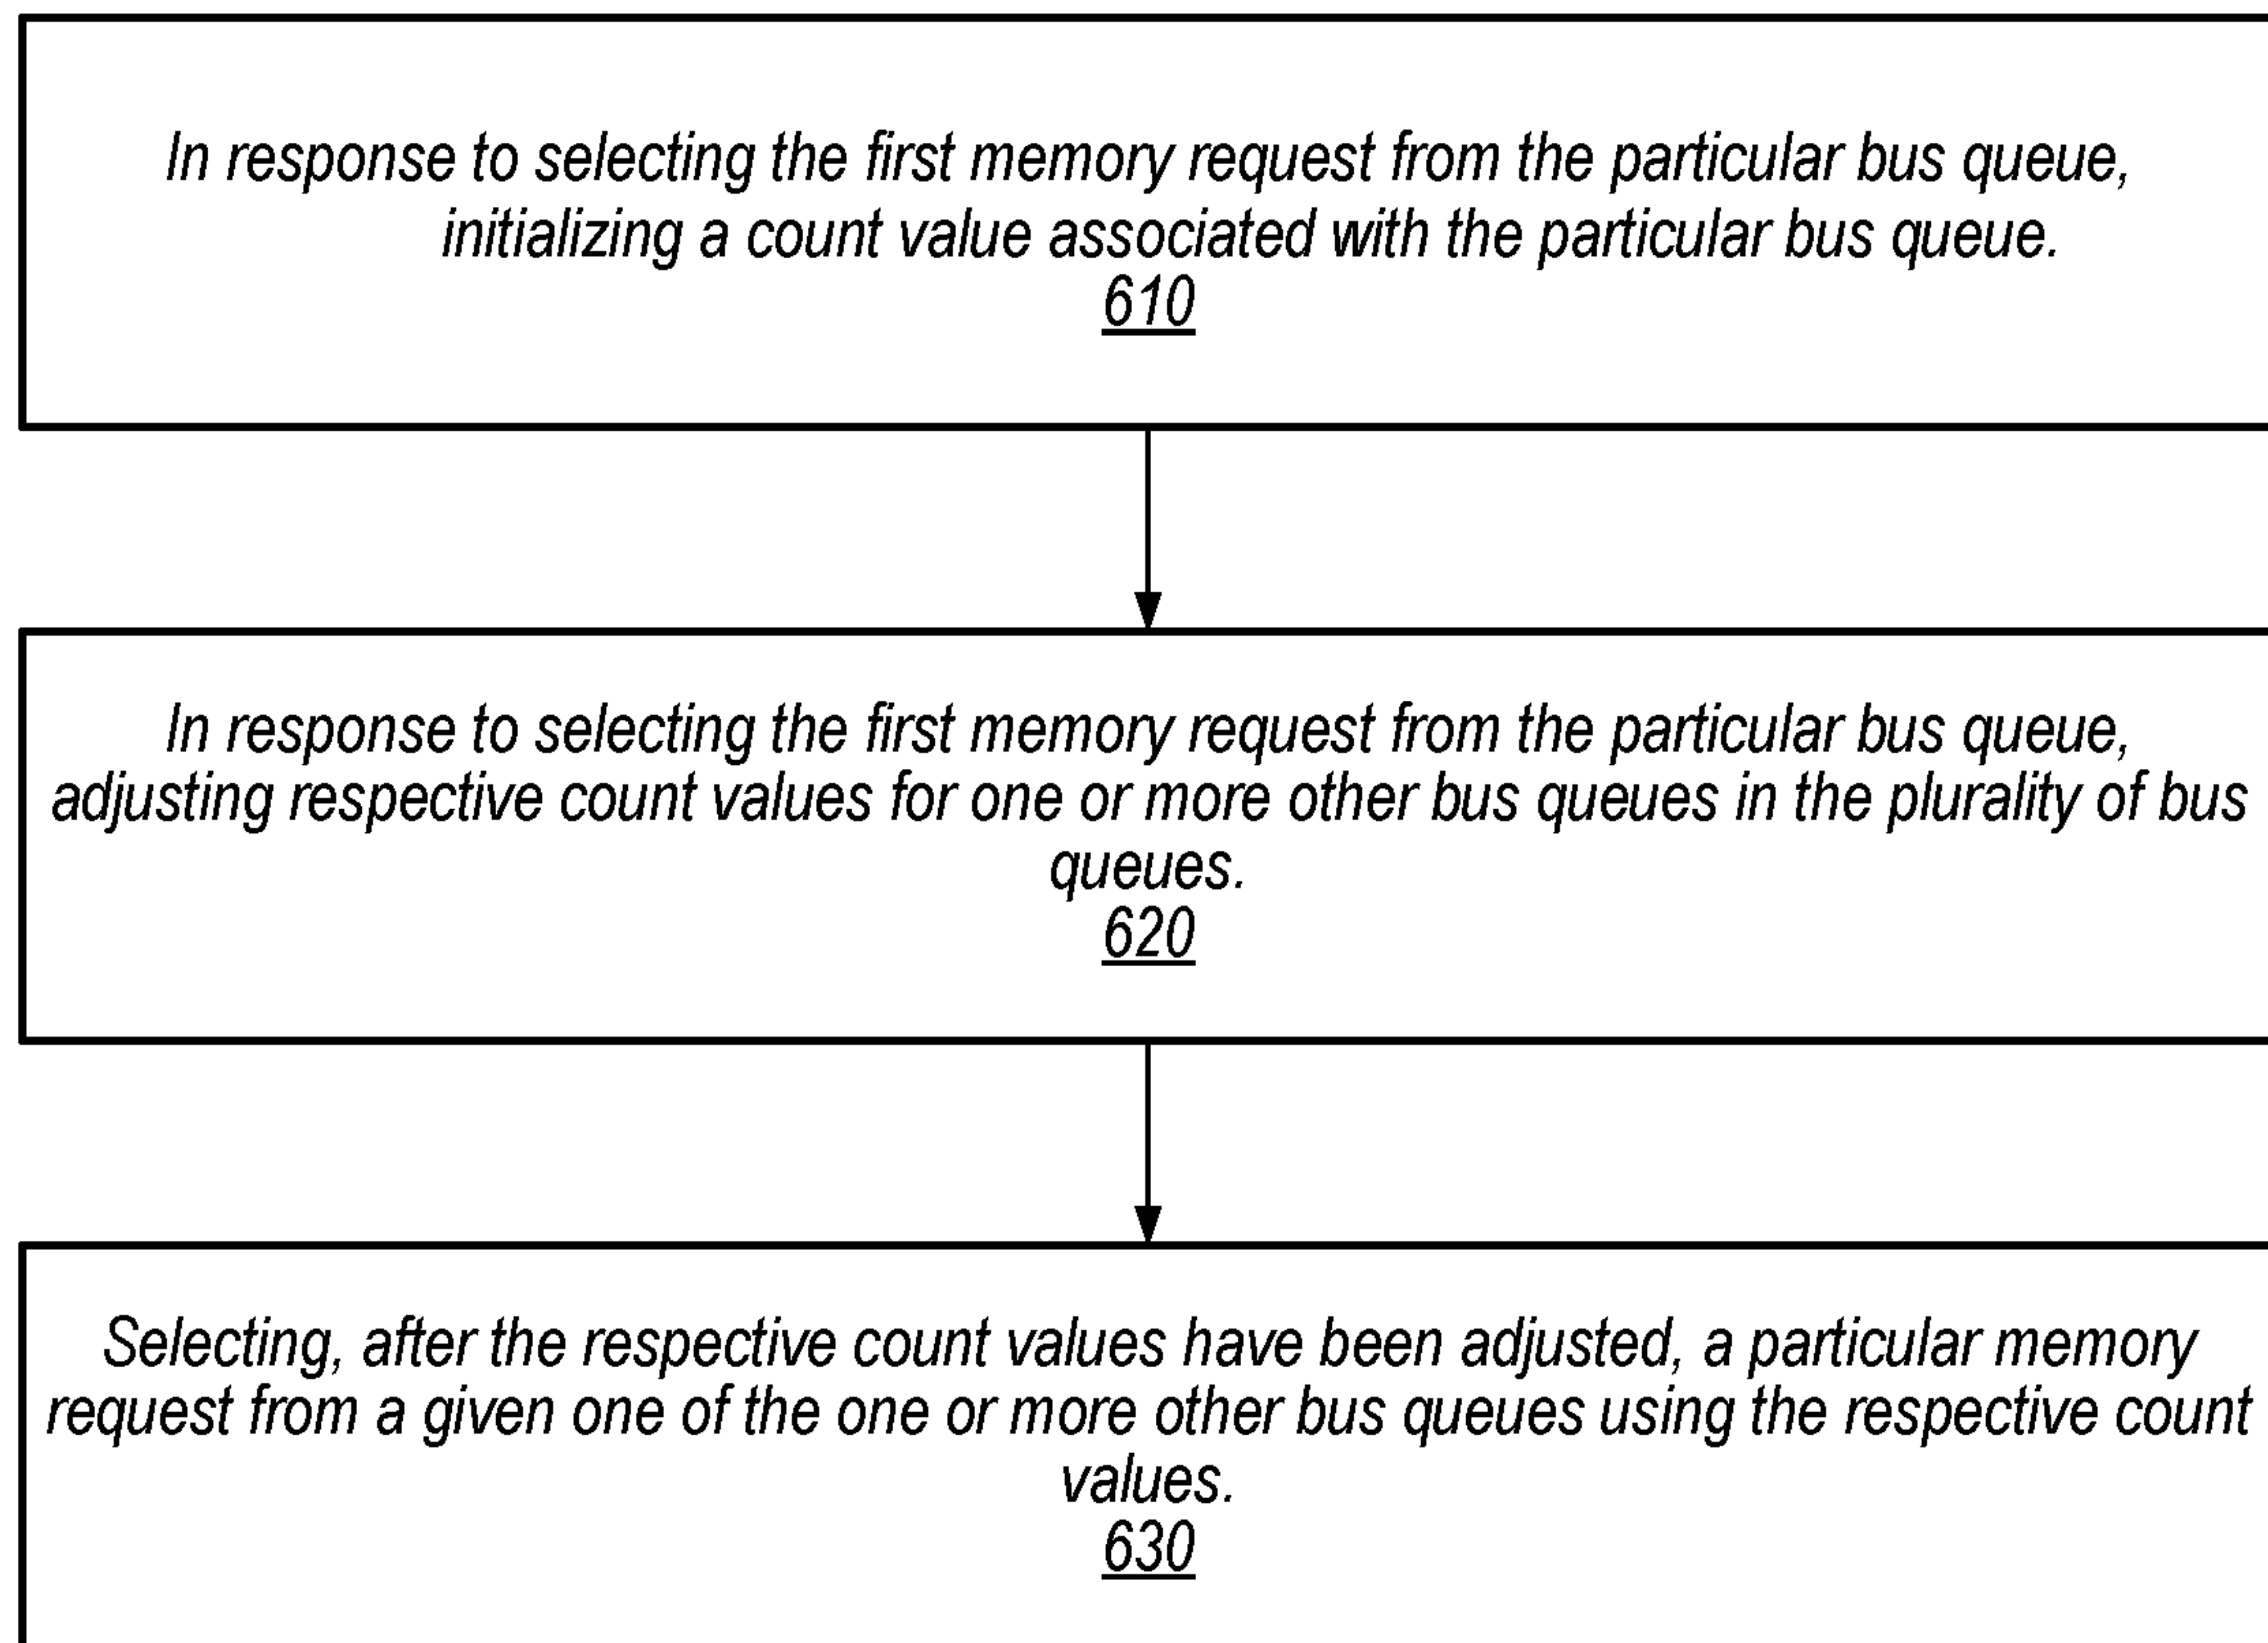 In response to selecting the first memory request from the particular bus queue,
initializing a count value associated with the particular bus queue.
610
In response to selecting the first memory request from the particular bus queue,
adjusting respective count values for one or more other bus queues in the plurality of bus
queues.
620
Selecting, after the respective count values have been adjusted, a particular memory
request from a given one of the one or more other bus queues using the respective count
values.
630